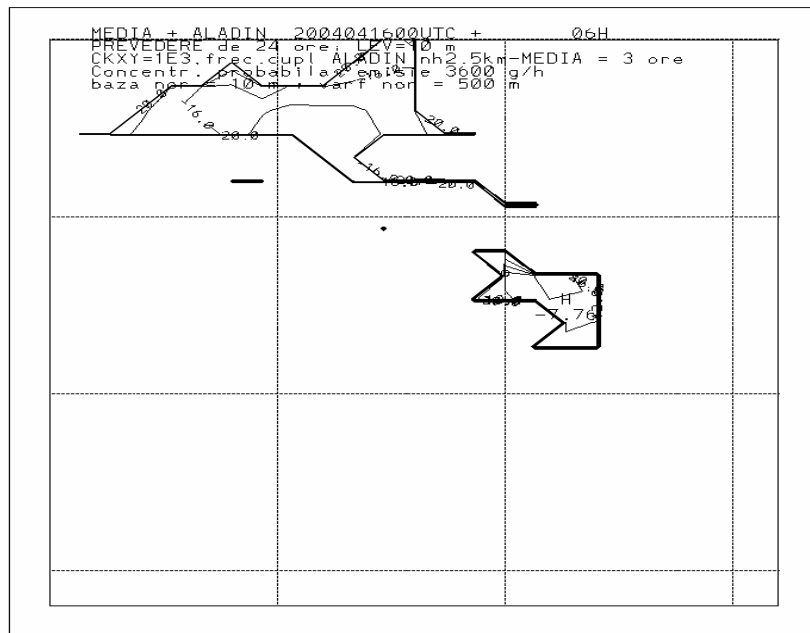 MEDIA + ALADIN 2004041600UTC + 06H
PREVEDERE de 24 ore; LEV=10 m
CKXY=1E3.frec.cupl ALADIN nh2.5km-MEDIA = 3 ore
Concentr. probabilas emisie 3600 g/h
baza nor = 10 m , varf nor = 500 m
-16.0
20.0
-20.0
-16.0
-20.0
H
-7.76